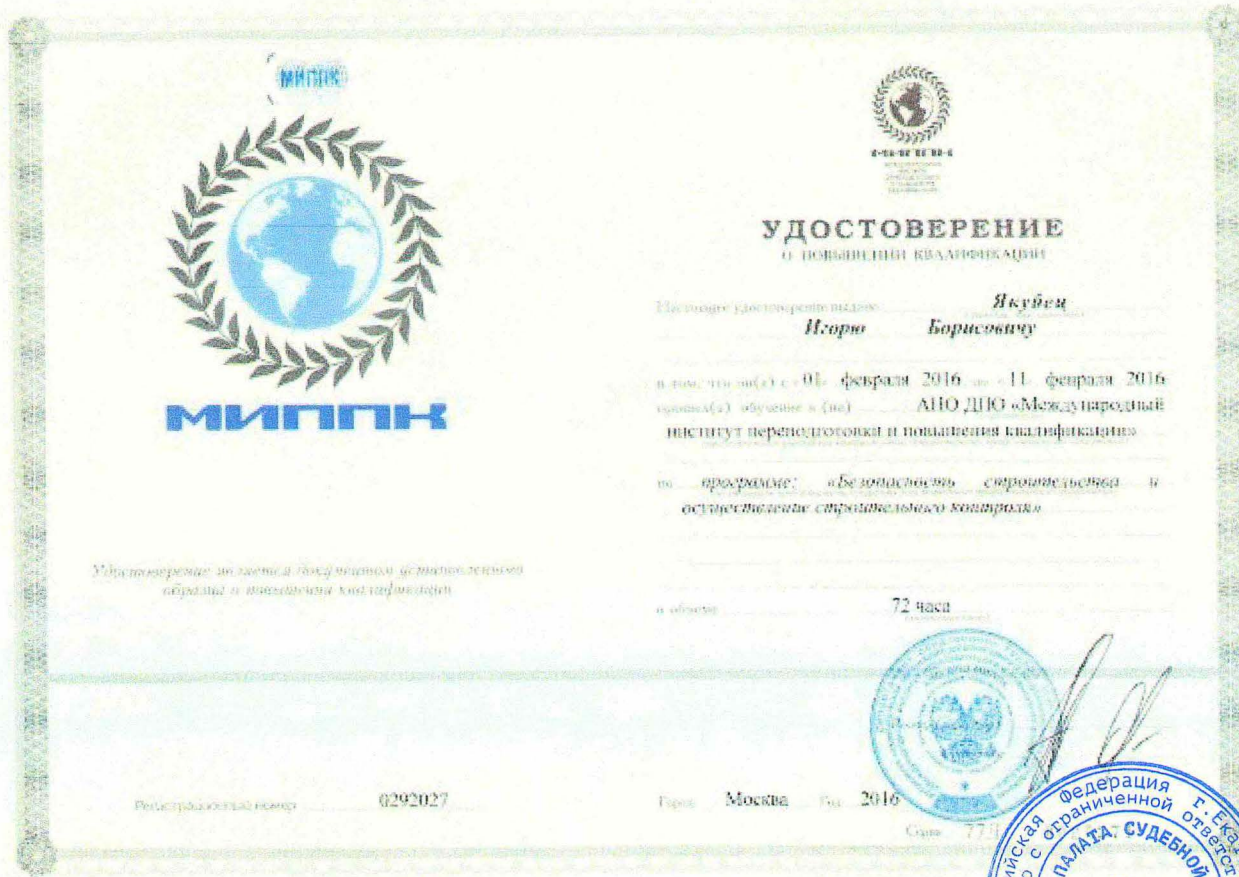 МИППК
МИППК
Удостоверение является документом установленного
образца о повышении квалификации
Регистрационный номер 0292027
УДОСТОВЕРЕНИЕ
О ПОВЫШЕНИИ КВАЛИФИКАЦИИ
Настоящее удостоверение выдано Якубец
Игорю Борисовичу
в том, что он(а) с «01» февраля 2016 по «11» февраля 2016
прошел(а) обучение в (на) АНО ДПО «Международный
институт переподготовки и повышения квалификации»
по программе: «Безопасность строительства и
осуществление строительного контроля»
в объеме 72 часа
Город Москва Год 2016
Серия
Федерация г.
с ограниченной
ПАЛАТА СУДЕБНОЙ